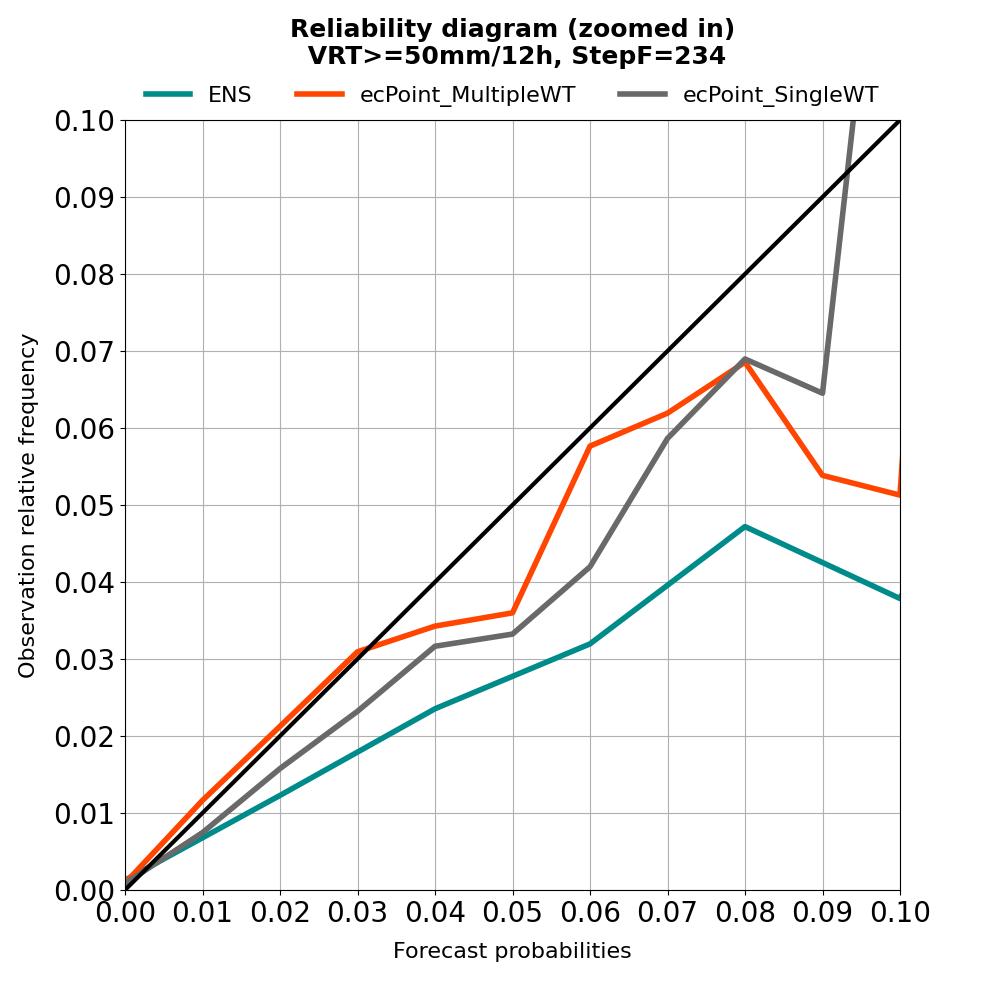 Reliability diagram (zoomed in)
VRT>=50mm/12h, StepF=234
ENS ecPoint_MultipleWT ecPoint_SingleWT
0.10
0.09
0.08
0.07
0.06
0.05
0.04
0.03
0.02
0.01
0.00
Observation relative frequency
0.00 0.01 0.02 0.03 0.04 0.05 0.06 0.07 0.08 0.09 0.10
Forecast probabilities